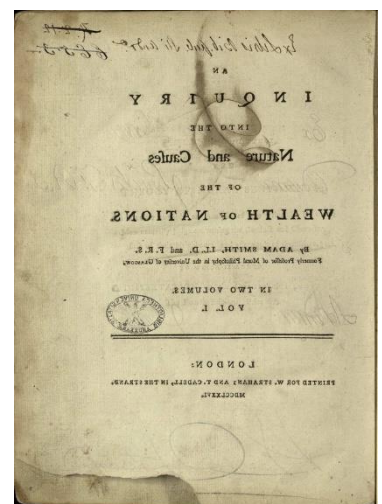 AN
INQUIRY
INTO THE
Nature and Cauſes
OF THE
WEALTH OF NATIONS.
By ADAM SMITH, LL.D. and F.R.S.
Formerly Profeſſor of Moral Philoſophy in the Univerſity of GLASGOW.
IN TWO VOLUMES.
VOL. I.
LONDON:
PRINTED FOR W. STRAHAN; AND T. CADELL, IN THE STRAND.
MDCCLXXVI.